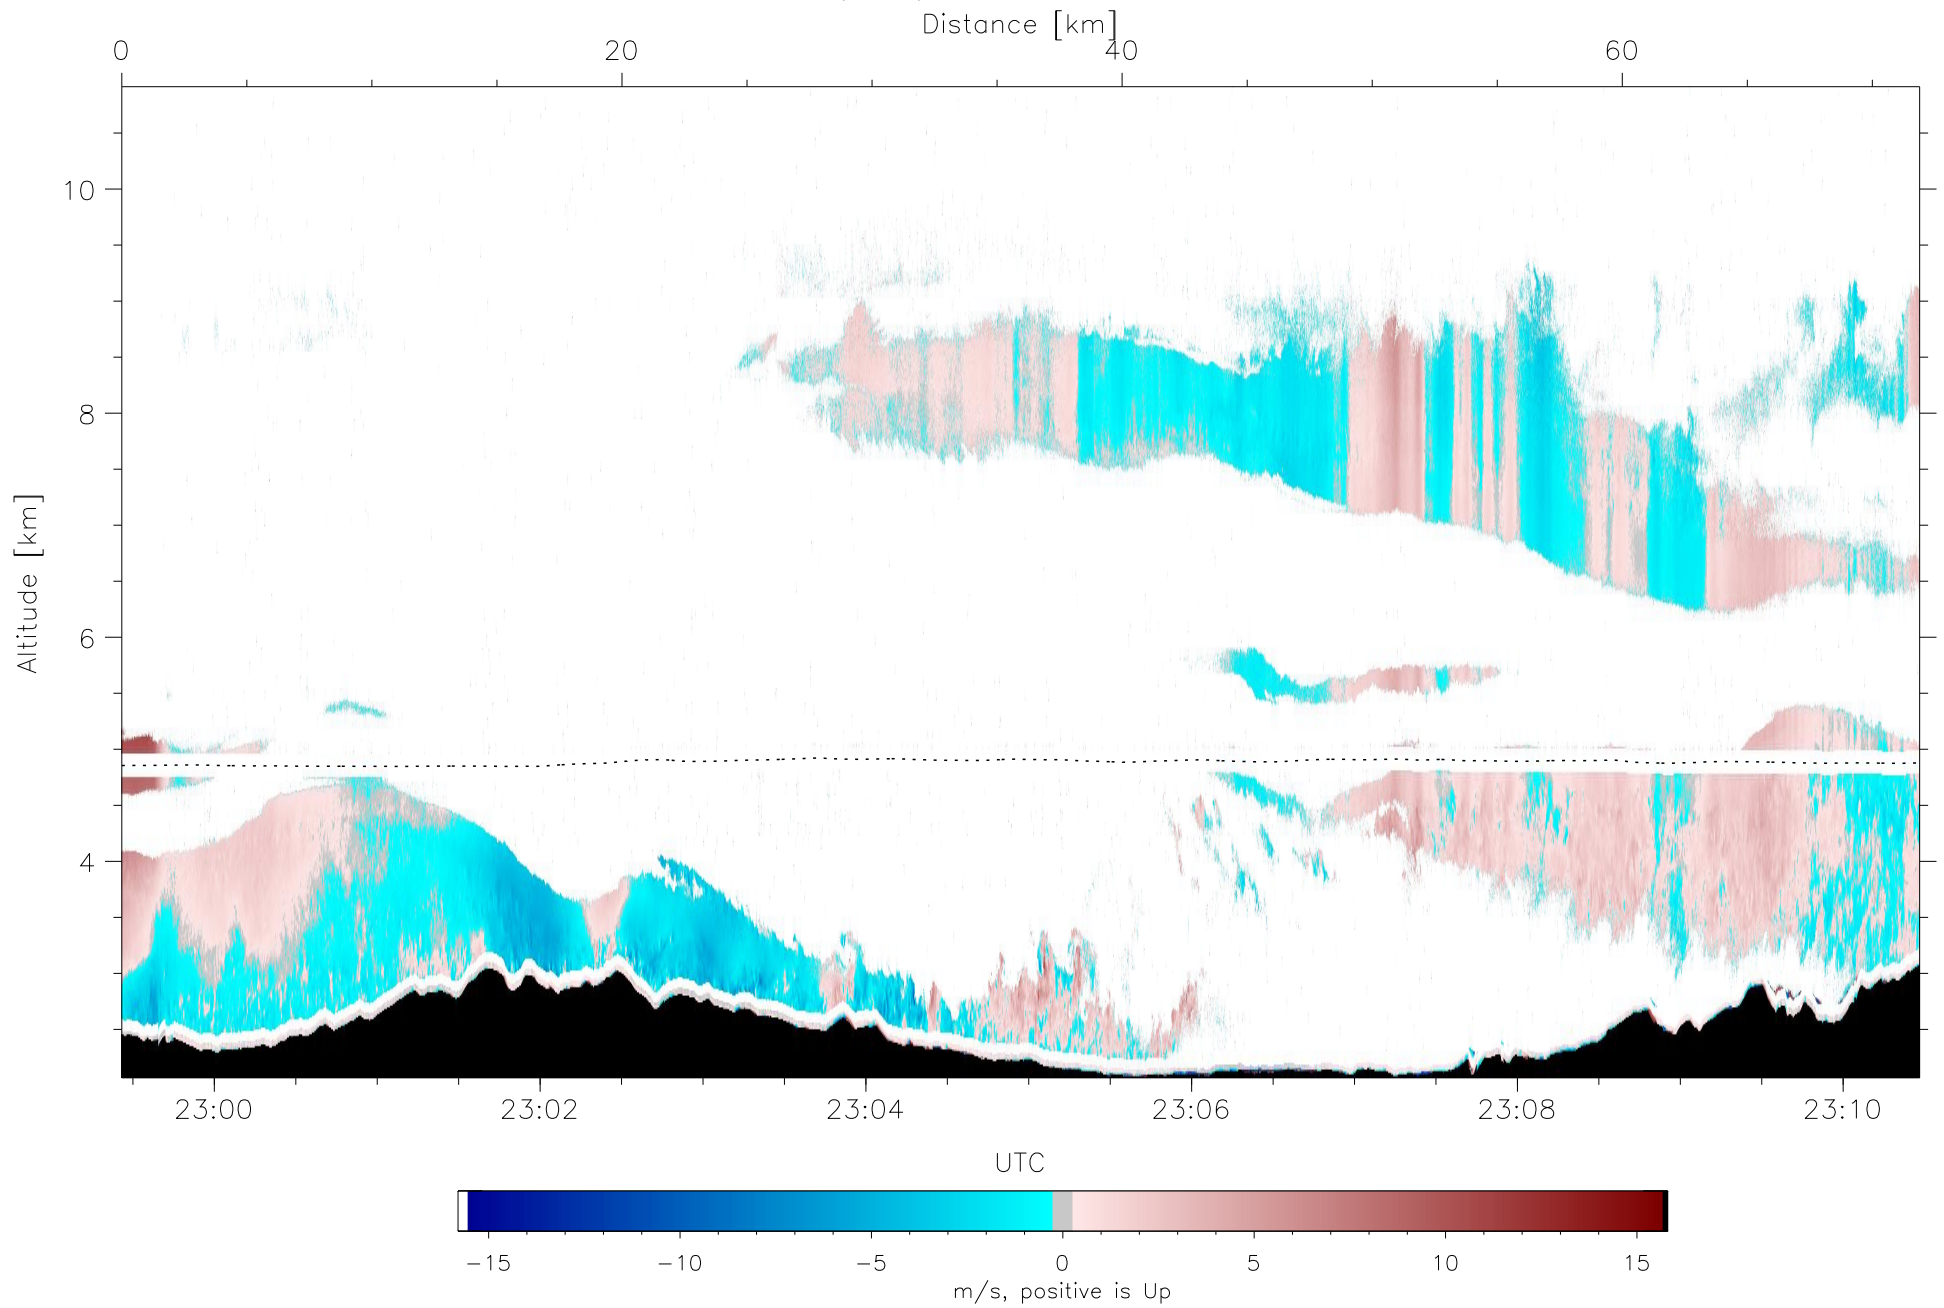 Distance [km]
0 20 40 60
10
8
6
4
Altitude [km]
23:00 23:02 23:04 23:06 23:08 23:10
UTC
−15 −10 −5 0 5 10 15
m/s, positive is Up